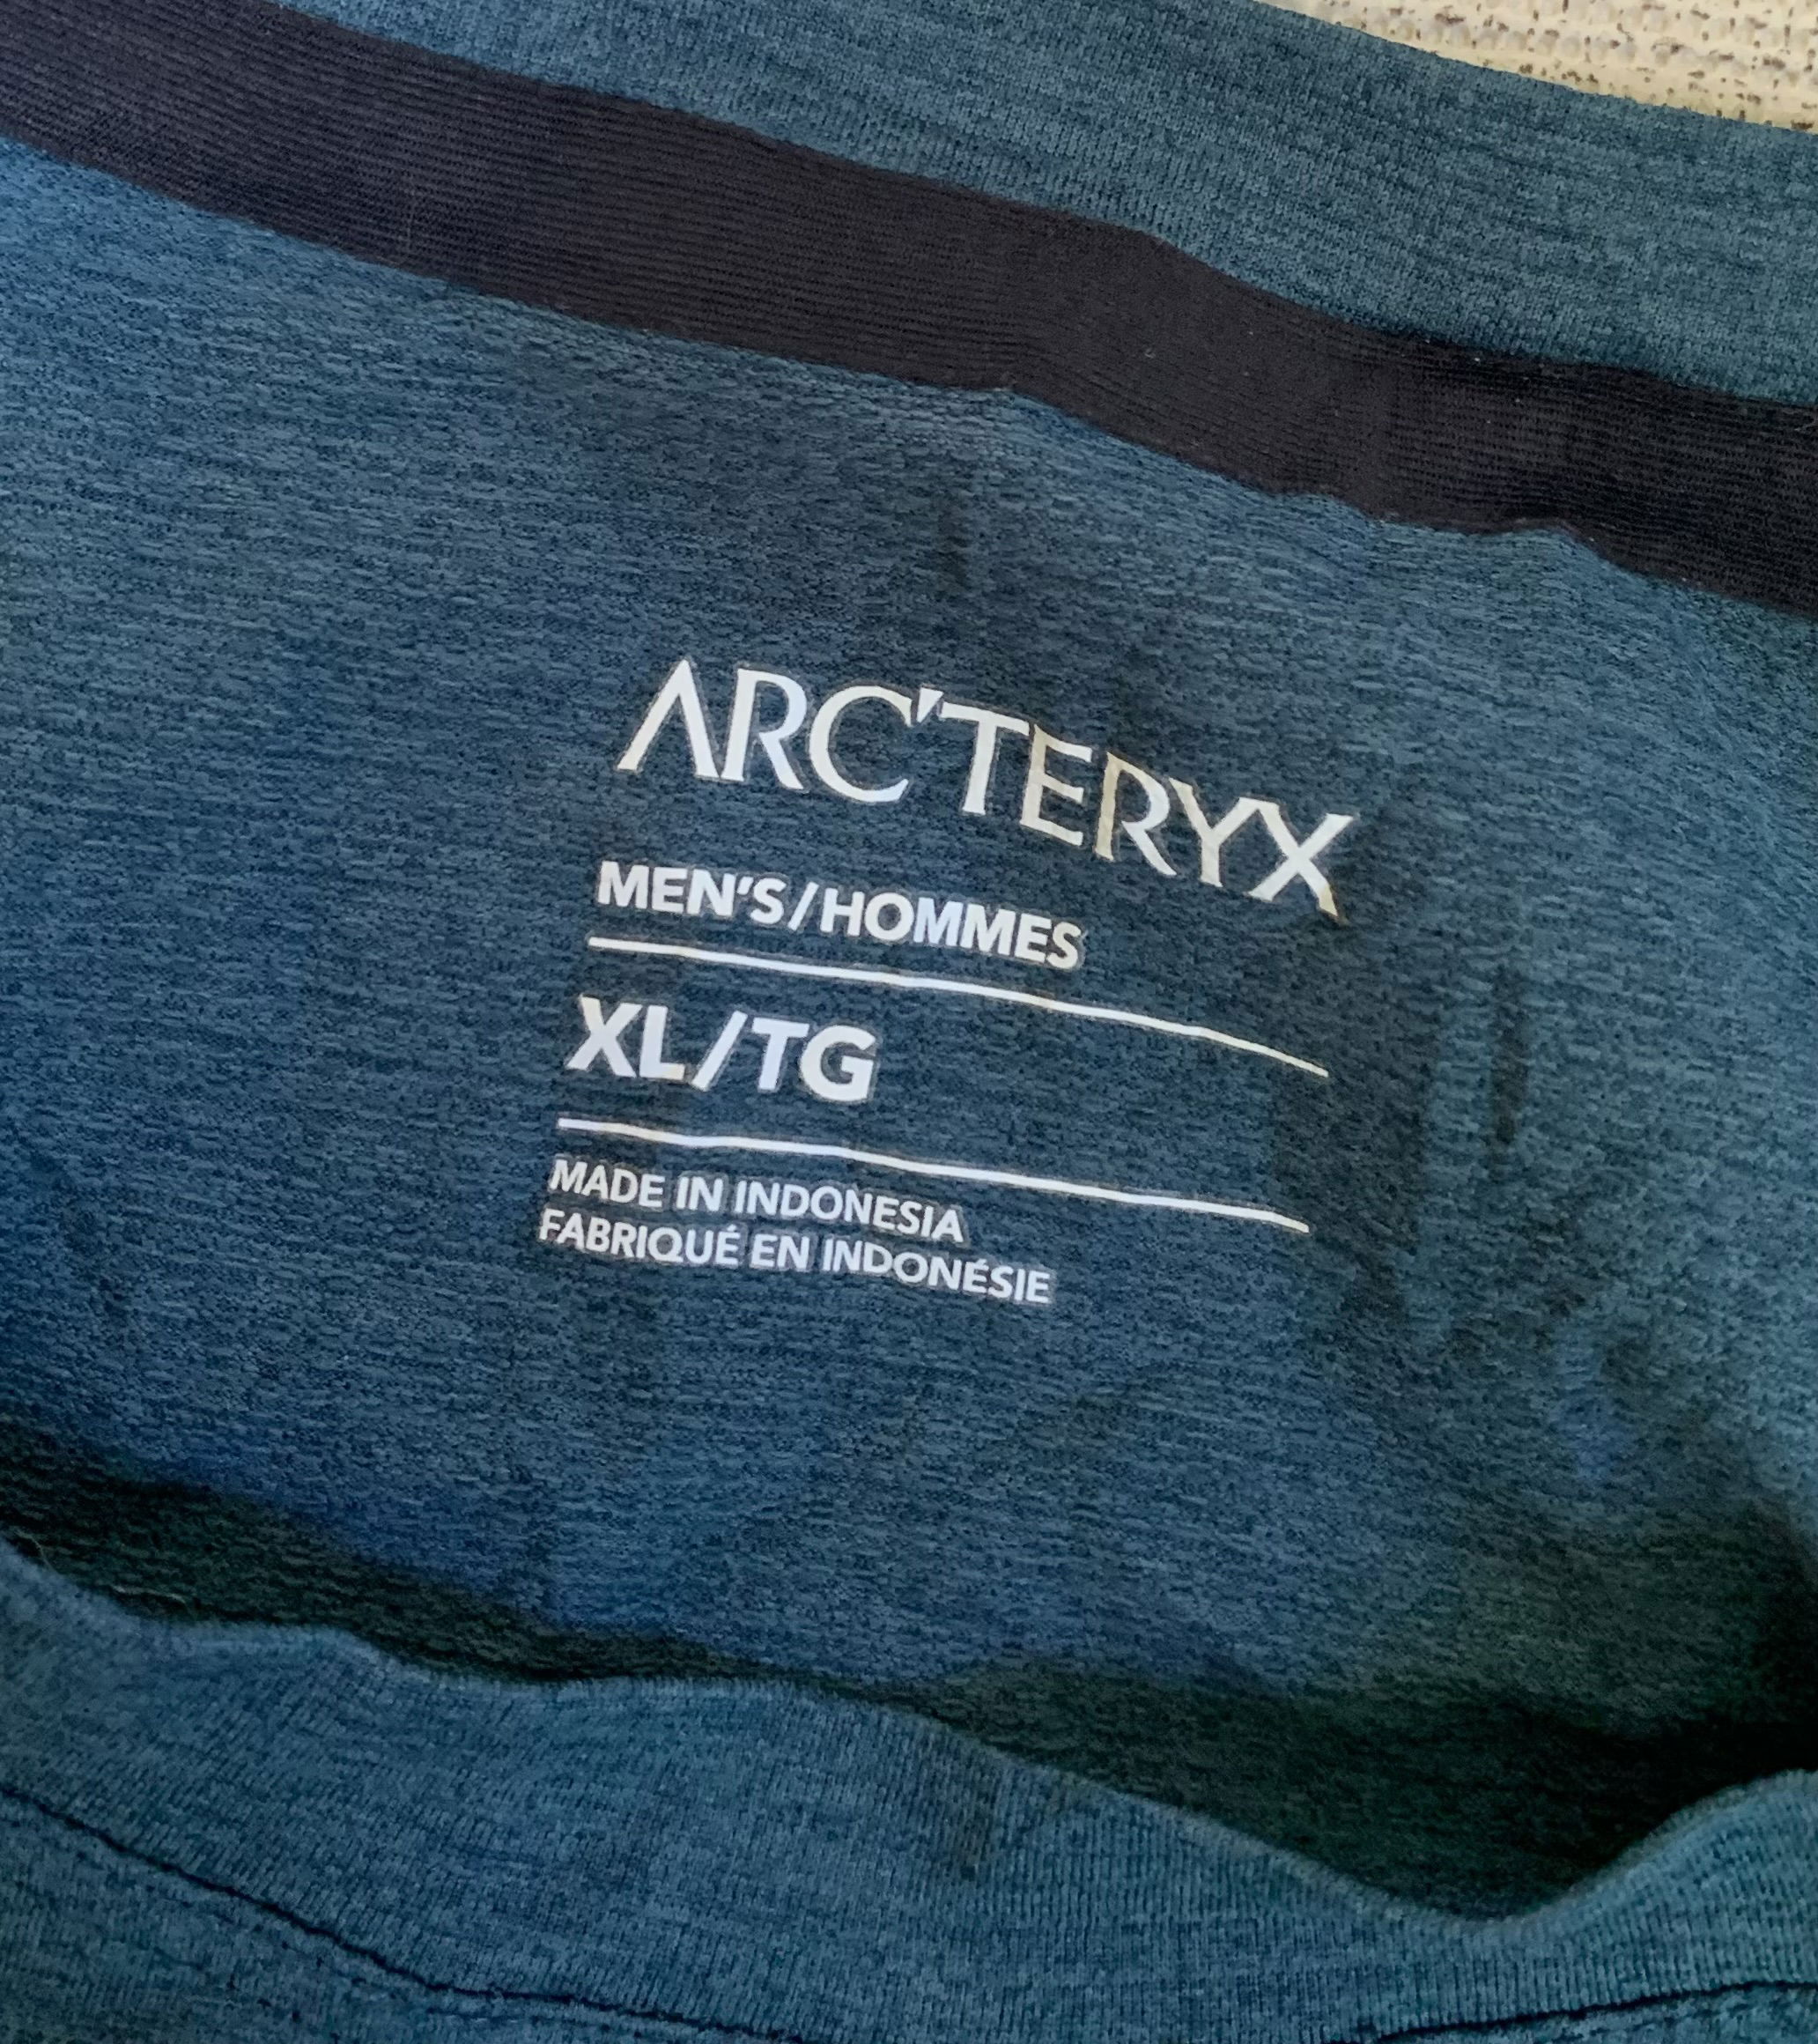 ARC'TERYX
MEN'S/HOMMES
XL/TG
MADE IN INDONESIA
FABRIQUÉ EN INDONÉSIE